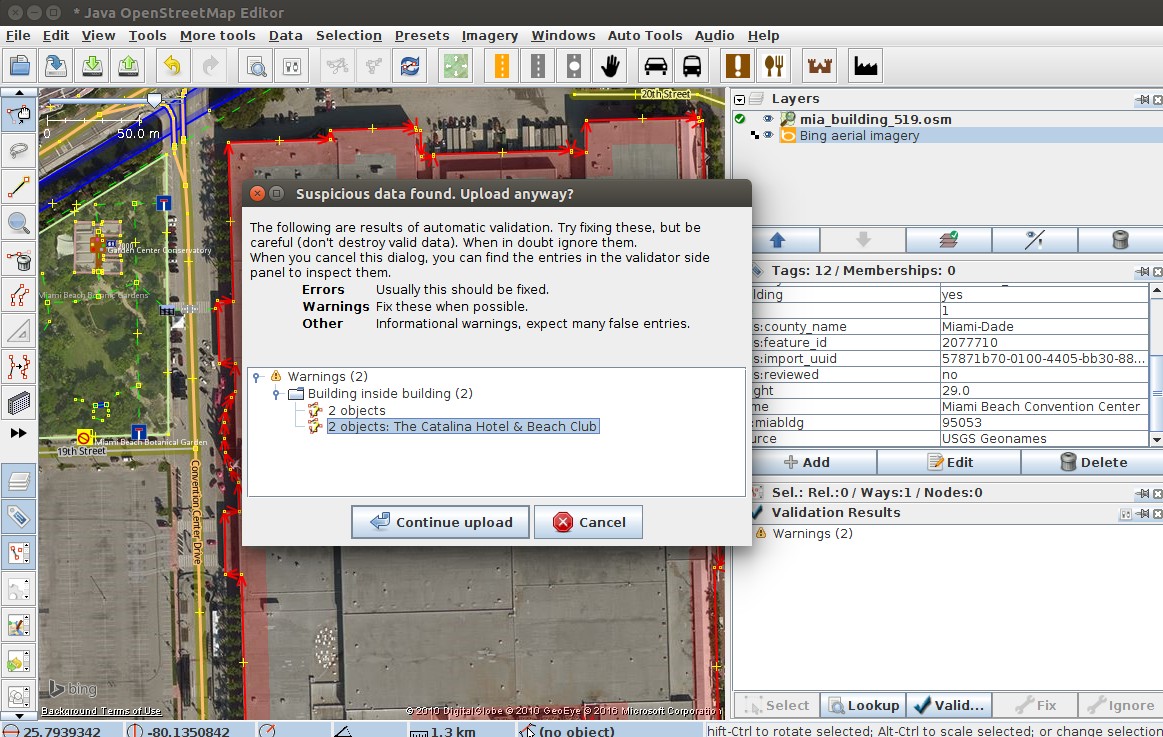 * Java OpenStreetMap Editor
File Edit View Tools More tools Data Selection Presets Imagery Windows Auto Tools Audio Help
0 50.0 m
20th Street
Garden Center Conservatory
Miami Beach Botanic Gardens
Miami Beach Botanical Garden
19th Street
Convention Center Drive
bing
Background Terms of Use
© 2010 DigitalGlobe © 2010 GeoEye © 2016 Microsoft Corporation
Suspicious data found. Upload anyway?
The following are results of automatic validation. Try fixing these, but be
careful (don't destroy valid data). When in doubt ignore them.
When you cancel this dialog, you can find the entries in the validator side
panel to inspect them.
Errors Usually this should be fixed.
Warnings Fix these when possible.
Other Informational warnings, expect many false entries.
Warnings (2)
Building inside building (2)
2 objects
2 objects: The Catalina Hotel & Beach Club
Continue upload Cancel
Layers
mia_building_519.osm
Bing aerial imagery
Tags: 12 / Memberships: 0
lding yes
1
s:county_name Miami-Dade
s:feature_id 2077710
s:import_uuid 57871b70-0100-4405-bb30-88...
s:reviewed no
ght 29.0
me Miami Beach Convention Center
:miabldg 95053
urce USGS Geonames
Add Edit Delete
Sel.: Rel.:0 / Ways:1 / Nodes:0
Validation Results
Warnings (2)
Select Lookup Valid... Fix Ignore
25.7939342 -80.1350842 1.3 km (no object) hift-Ctrl to rotate selected; Alt-Ctrl to scale selected; or change selection